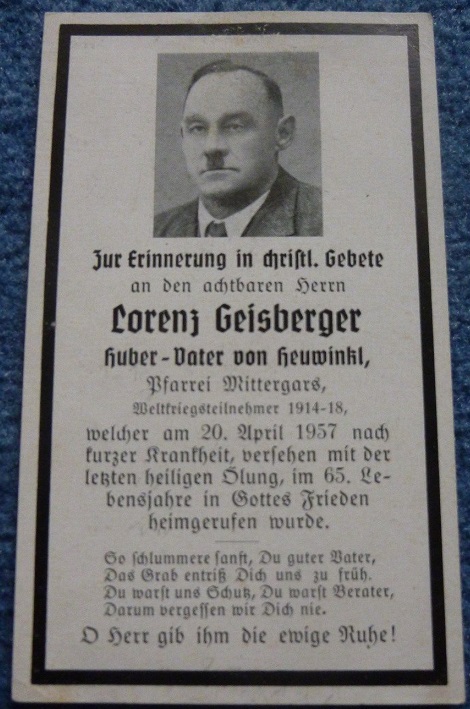 Zur Erinnerung in christl. Gebete
an den achtbaren Herrn
Lorenz Geisberger
Huber-Vater von Heuwinkl,
Pfarrei Mittergars,
Weltkriegsteilnehmer 1914-18,
welcher am 20. April 1957 nach
kurzer Krankheit, versehen mit der
letzten heiligen Ölung, im 65. Le-
bensjahre in Gottes Frieden
heimgerufen wurde.
So schlummere sanft, Du guter Vater,
Das Grab entriß Dich uns zu früh.
Du warst uns Schutz, Du warst Berater,
Darum vergessen wir Dich nie.
O Herr gib ihm die ewige Ruhe!